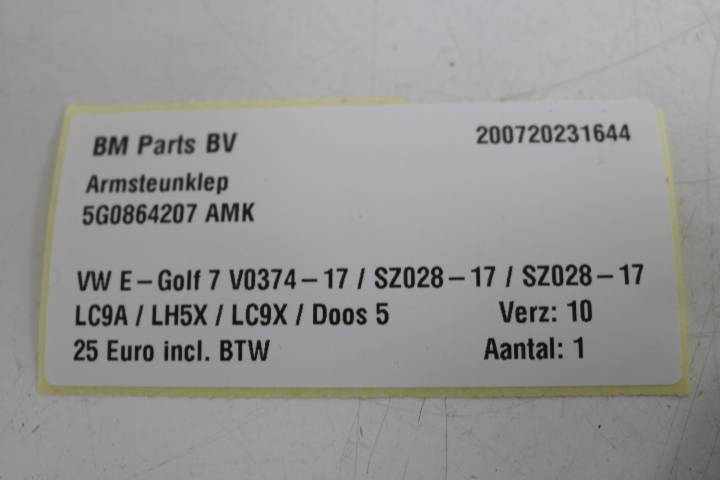 BM Parts BV 200720231644
Armsteunklep
5G0864207 AMK
VW E-Golf 7 V0374-17 / SZ028-17 / SZ028-17
LC9A / LH5X / LC9X / Doos 5 Verz: 10
25 Euro incl. BTW Aantal: 1